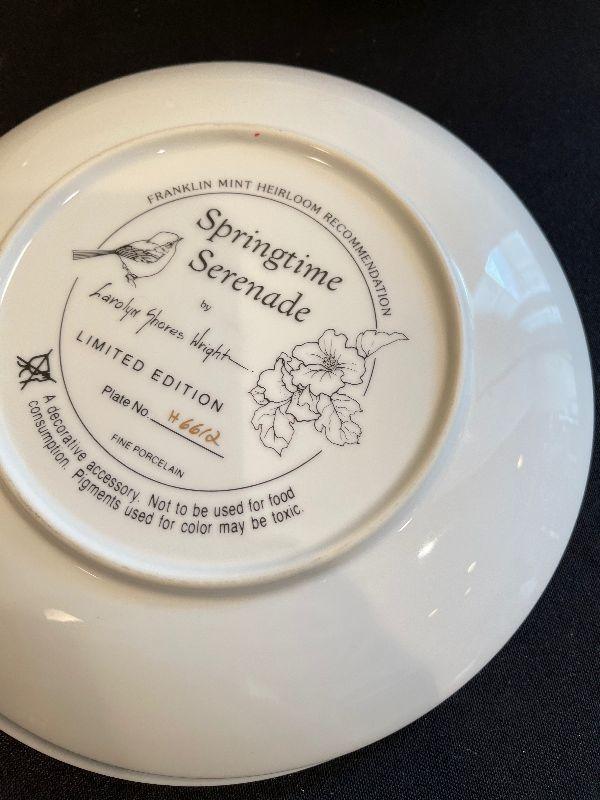 FRANKLIN MINT HEIRLOOM RECOMMENDATION
Springtime
Serenade
by
Carolyn Shores Wright
LIMITED EDITION
Plate No. H6612
FINE PORCELAIN
A decorative accessory. Not to be used for food
consumption. Pigments used for color may be toxic.